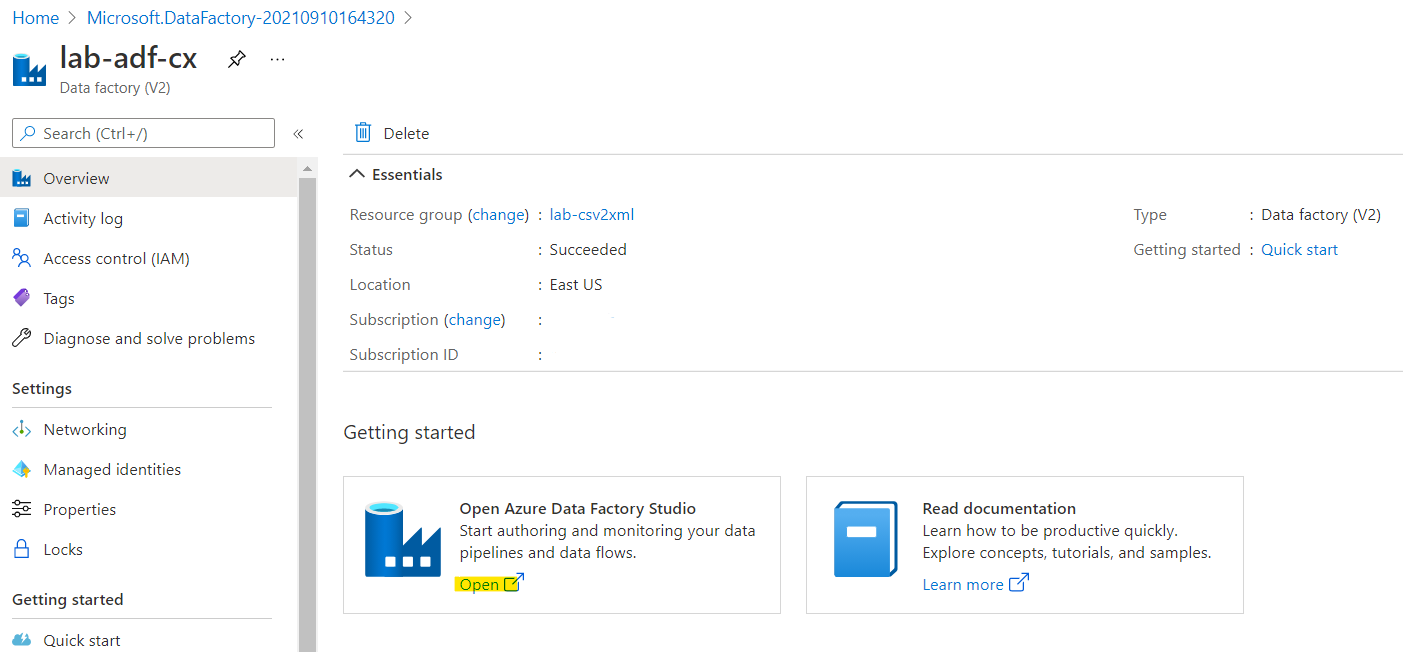 Home > Microsoft.DataFactory-20210910164320 >
lab-adf-cx
...
Data factory (V2)
Search (Ctrl+/)
«
Overview
Activity log
Access control (IAM)
Tags
Diagnose and solve problems
Settings
Networking
Managed identities
Properties
Locks
Getting started
Quick start
Delete
Essentials
Resource group (change) : lab-csv2xml
Status : Succeeded
Location : East US
Subscription (change) :
Subscription ID :
Type : Data factory (V2)
Getting started : Quick start
Getting started
Open Azure Data Factory Studio
Start authoring and monitoring your data
pipelines and data flows.
Open
Read documentation
Learn how to be productive quickly.
Explore concepts, tutorials, and samples.
Learn more